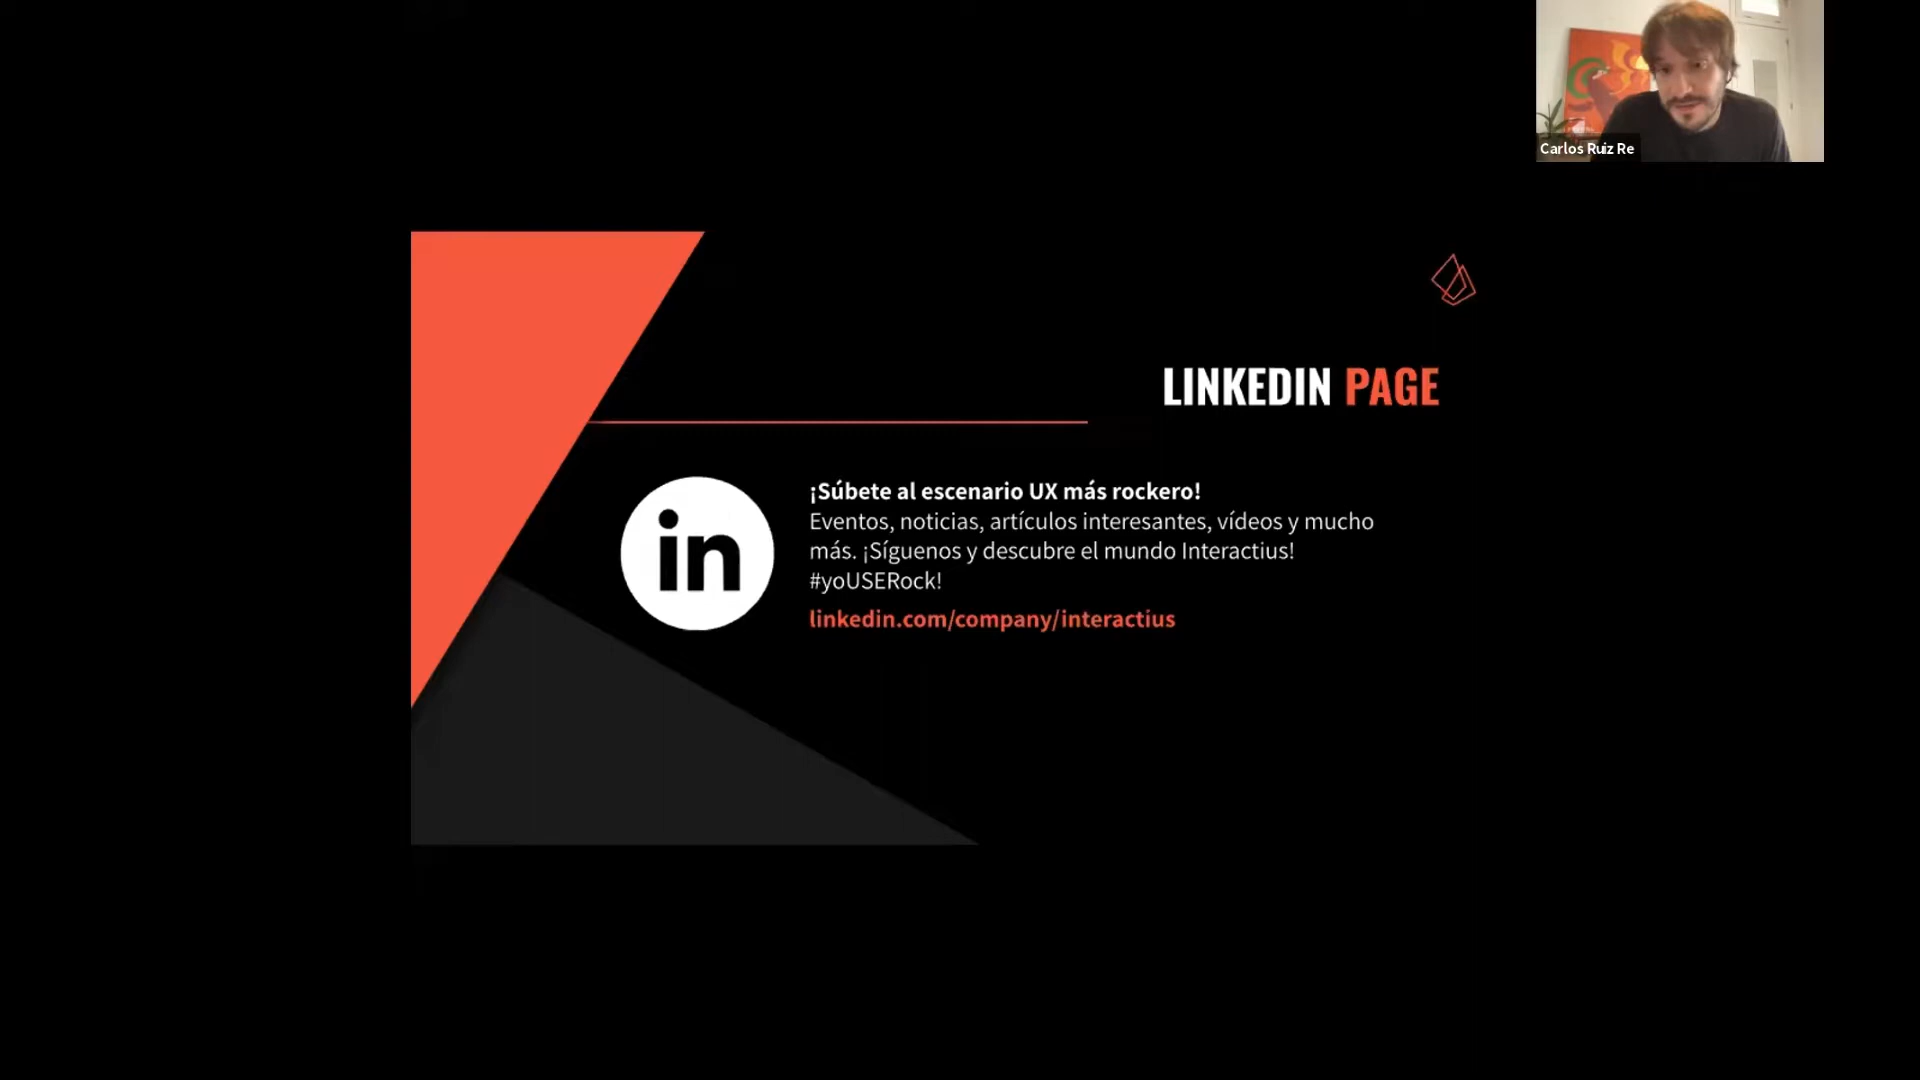 Carlos Ruiz Re
LINKEDIN PAGE
in
¡Súbete al escenario UX más rockero!
Eventos, noticias, artículos interesantes, vídeos y mucho
más. ¡Síguenos y descubre el mundo Interactius!
#yoUSERock!
linkedin.com/company/interactius